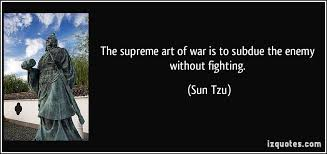 The supreme art of war is to subdue the enemy
without fighting.
(Sun Tzu)
izquotes.com